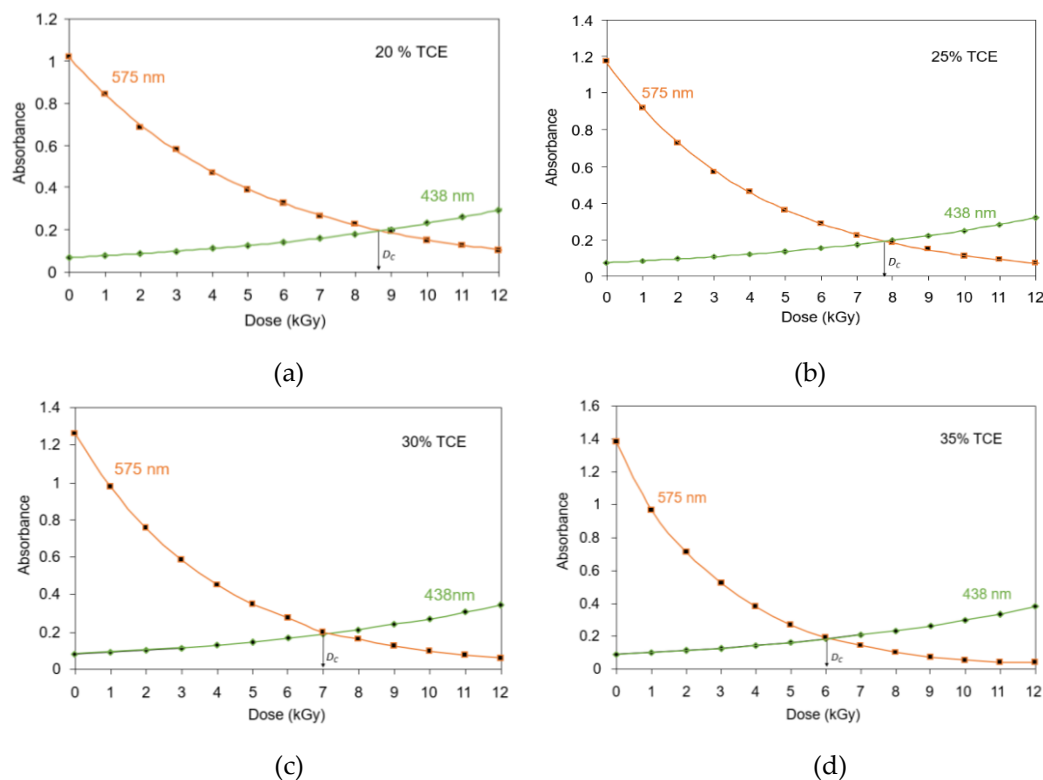 1.2
1
0.8
0.6
0.4
0.2
0
Absorbance
20 % TCE
575 nm
438 nm
D_C
0 1 2 3 4 5 6 7 8 9 10 11 12
Dose (kGy)
(a)
1.4
1.2
1
0.8
0.6
0.4
0.2
0
Absorbance
25% TCE
575 nm
438 nm
D_C
0 1 2 3 4 5 6 7 8 9 10 11 12
Dose (kGy)
(b)
1.4
1.2
1
0.8
0.6
0.4
0.2
0
Absorbance
30% TCE
575 nm
438nm
D_C
0 1 2 3 4 5 6 7 8 9 10 11 12
Dose (kGy)
(c)
1.6
1.4
1.2
1
0.8
0.6
0.4
0.2
0
Absorbance
35% TCE
575 nm
438 nm
D_C
0 1 2 3 4 5 6 7 8 9 10 11 12
Dose (kGy)
(d)